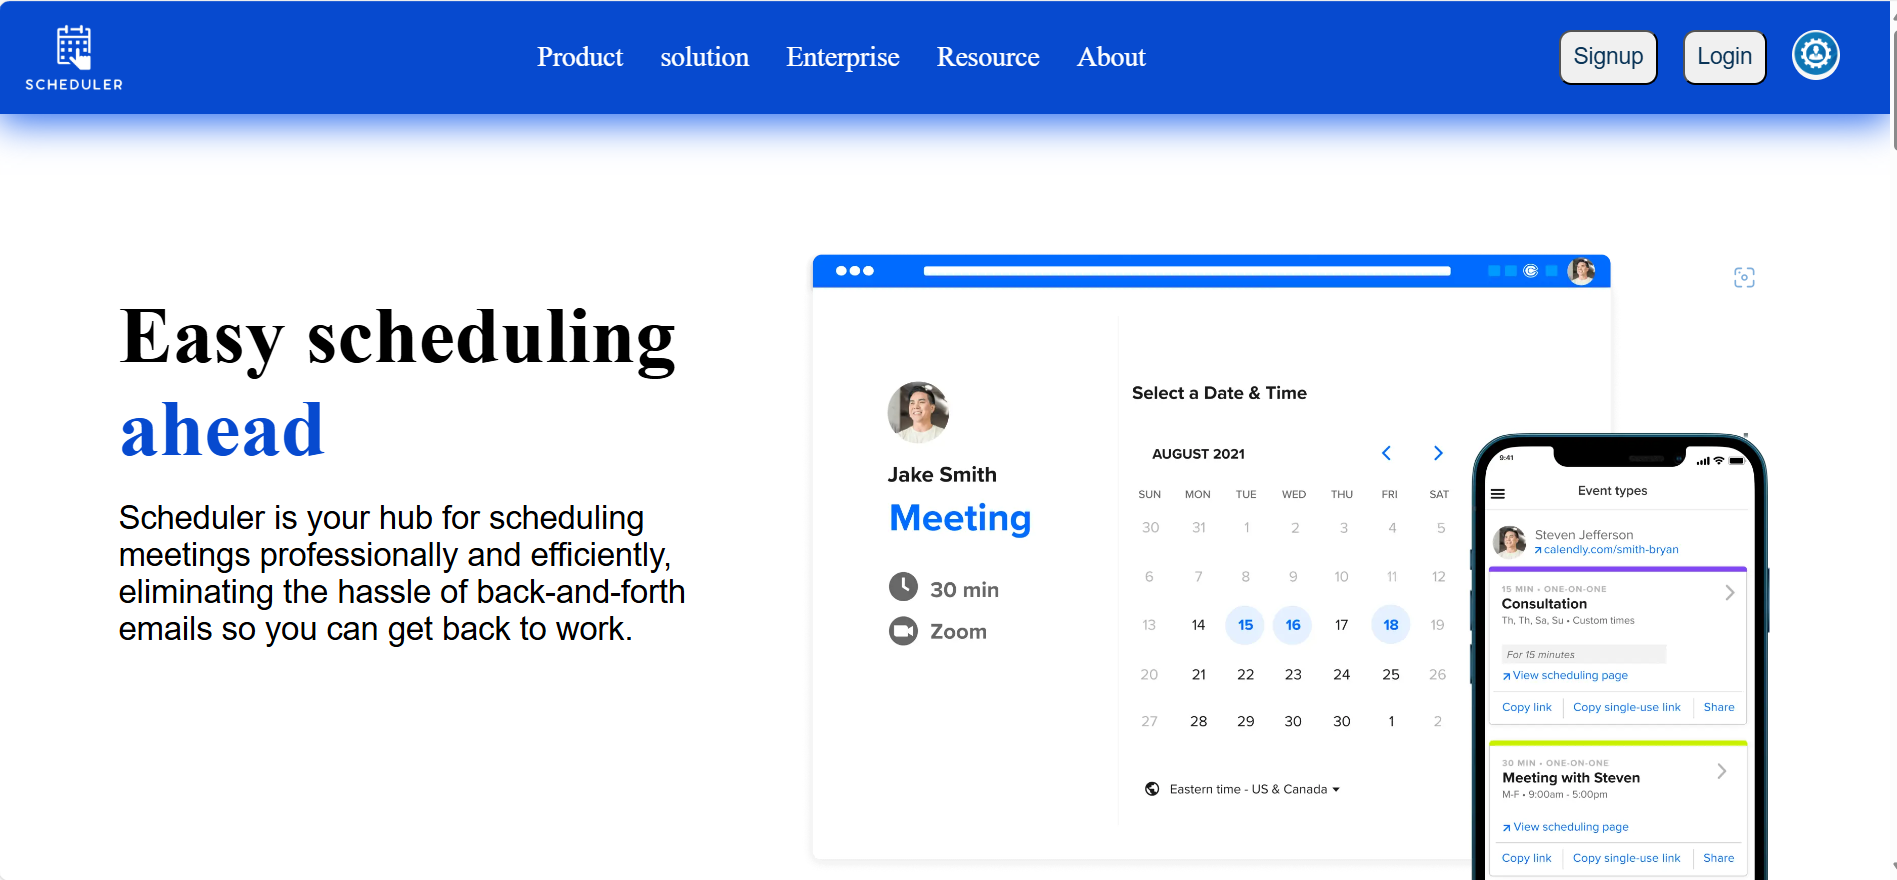 SCHEDULER
Product solution Enterprise Resource About
Signup Login
Easy scheduling
ahead
Scheduler is your hub for scheduling
meetings professionally and efficiently,
eliminating the hassle of back-and-forth
emails so you can get back to work.
Jake Smith
Meeting
30 min
Zoom
Select a Date & Time
AUGUST 2021
SUN MON TUE WED THU FRI SAT
30 31 1 2 3 4 5
6 7 8 9 10 11 12
13 14 15 16 17 18 19
20 21 22 23 24 25 26
27 28 29 30 30 1 2
Eastern time - US & Canada
9:41
Event types
Steven Jefferson
calendly.com/smith-bryan
15 MIN • ONE-ON-ONE
Consultation
Th, Th, Sa, Su • Custom times
For 15 minutes
View scheduling page
Copy link Copy single-use link Share
30 MIN • ONE-ON-ONE
Meeting with Steven
M-F • 9:00am - 5:00pm
View scheduling page
Copy link Copy single-use link Share